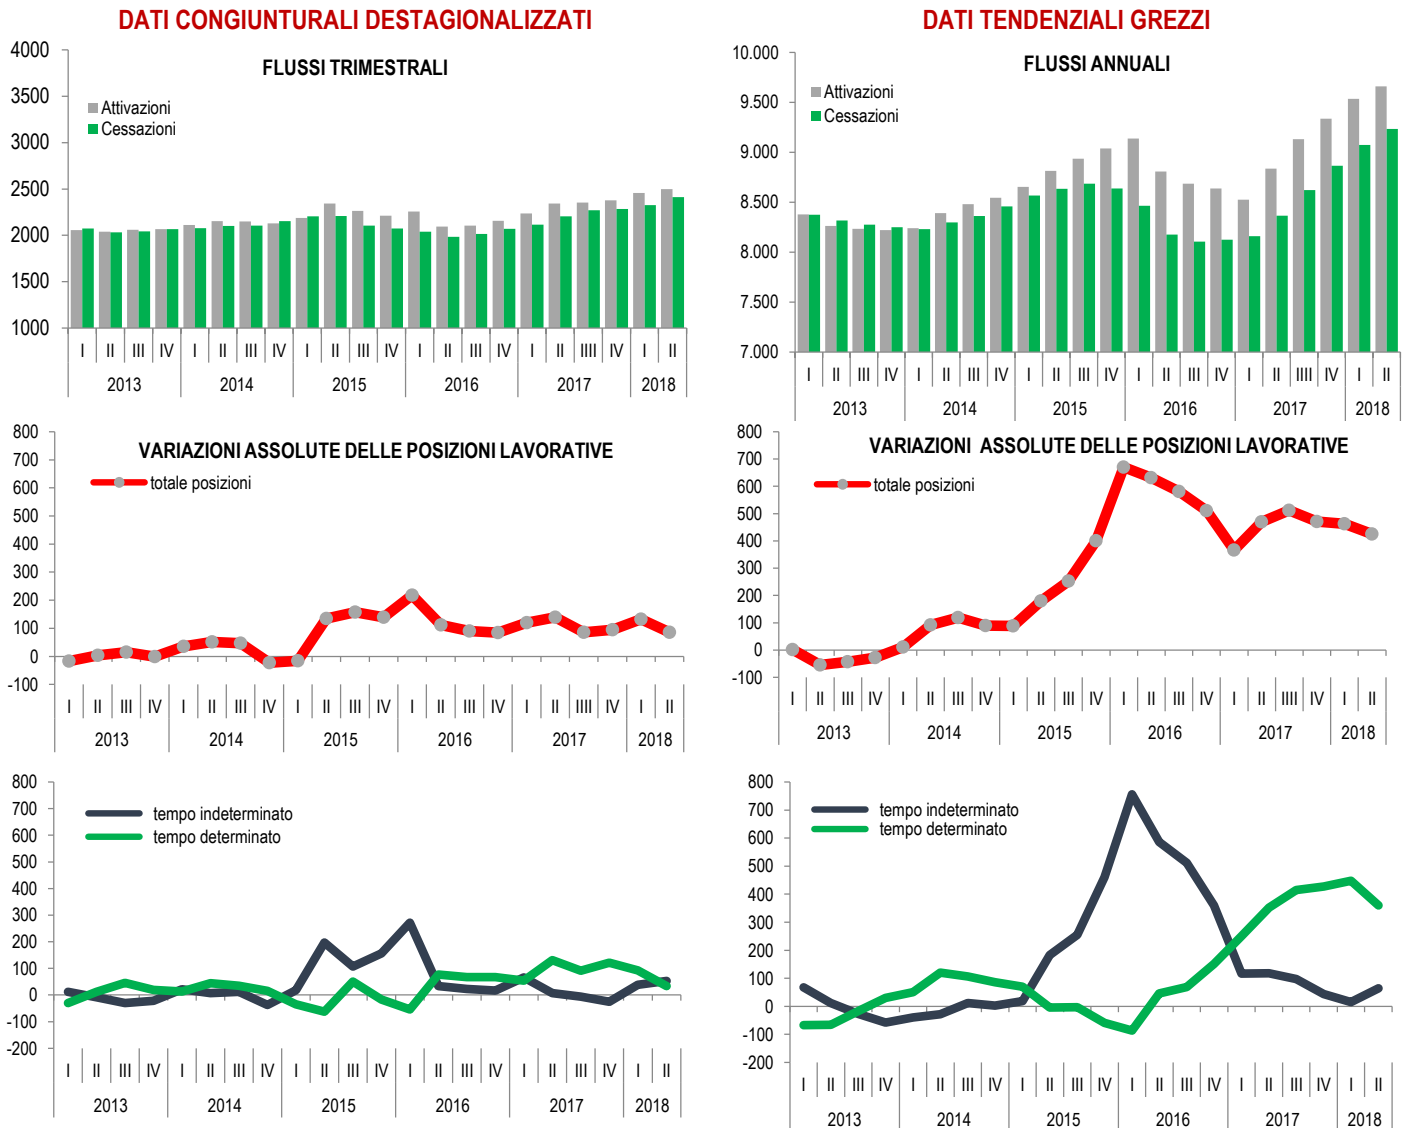 DATI CONGIUNTURALI DESTAGIONALIZZATI
FLUSSI TRIMESTRALI
4000
3500
3000
2500
2000
1500
1000
Attivazioni
Cessazioni
I II III IV I II III IV I II III IV I II III IV I II IIII IV I II
2013 2014 2015 2016 2017 2018
DATI TENDENZIALI GREZZI
FLUSSI ANNUALI
10.000
9.500
9.000
8.500
8.000
7.500
7.000
Attivazioni
Cessazioni
I II III IV I II III IV I II III IV I II III IV I II IIII IV I II
2013 2014 2015 2016 2017 2018
VARIAZIONI ASSOLUTE DELLE POSIZIONI LAVORATIVE
totale posizioni
800
700
600
500
400
300
200
100
0
-100
I II III IV I II III IV I II III IV I II III IV I II IIII IV I II
2013 2014 2015 2016 2017 2018
VARIAZIONI ASSOLUTE DELLE POSIZIONI LAVORATIVE
totale posizioni
800
700
600
500
400
300
200
100
0
-100
I II III IV I II III IV I II III IV I II III IV I II IIII IV I II
2013 2014 2015 2016 2017 2018
800
700
600
500
400
300
200
100
0
-100
-200
tempo indeterminato
tempo determinato
I II III IV I II III IV I II III IV I II III IV I II III IV I II
2013 2014 2015 2016 2017 2018
800
700
600
500
400
300
200
100
0
-100
-200
tempo indeterminato
tempo determinato
I II III IV I II III IV I II III IV I II III IV I II III IV I II
2013 2014 2015 2016 2017 2018